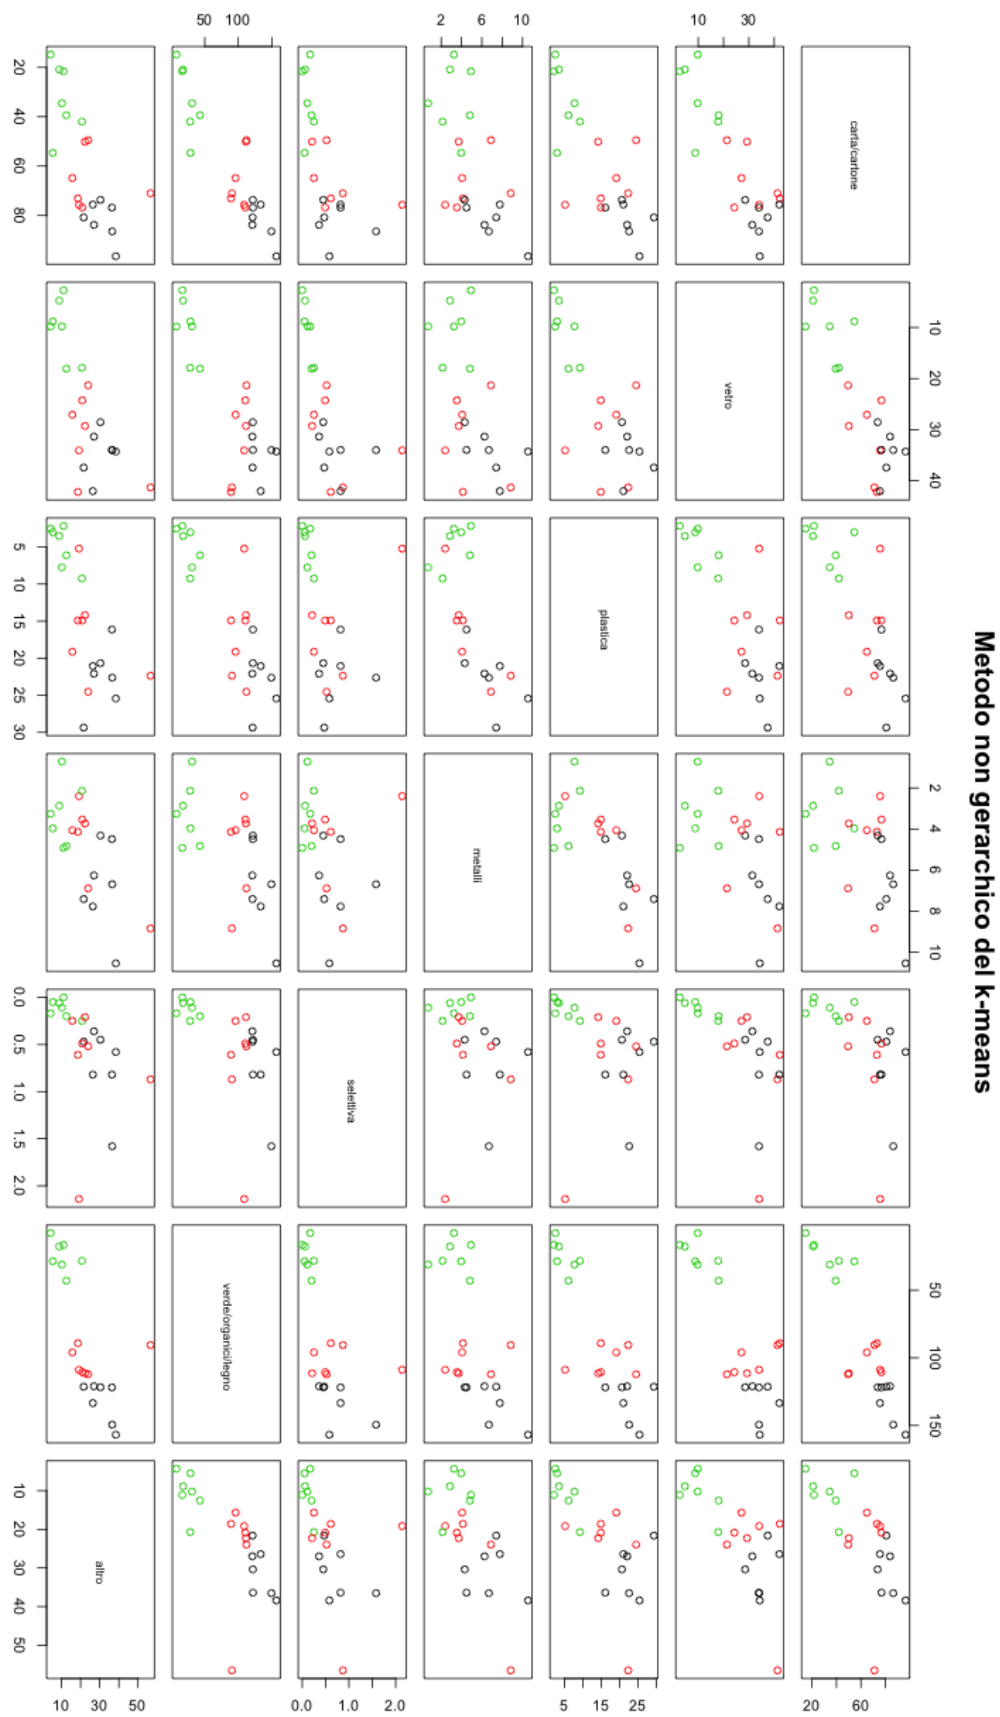 Metodo non gerarchico del k-means
10 20 30 40
2 4 6 8 10
50 100 150
carta/cartone
20 60
10 30
vetro
plastica
5 15 25
2 6 10
metalli
selettiva
0.0 1.0 2.0
50 100
verde/organici/legno
altro
10 30 50
20 40 60 80
5 10 15 20 25 30
0.0 0.5 1.0 1.5 2.0
10 20 30 40 50